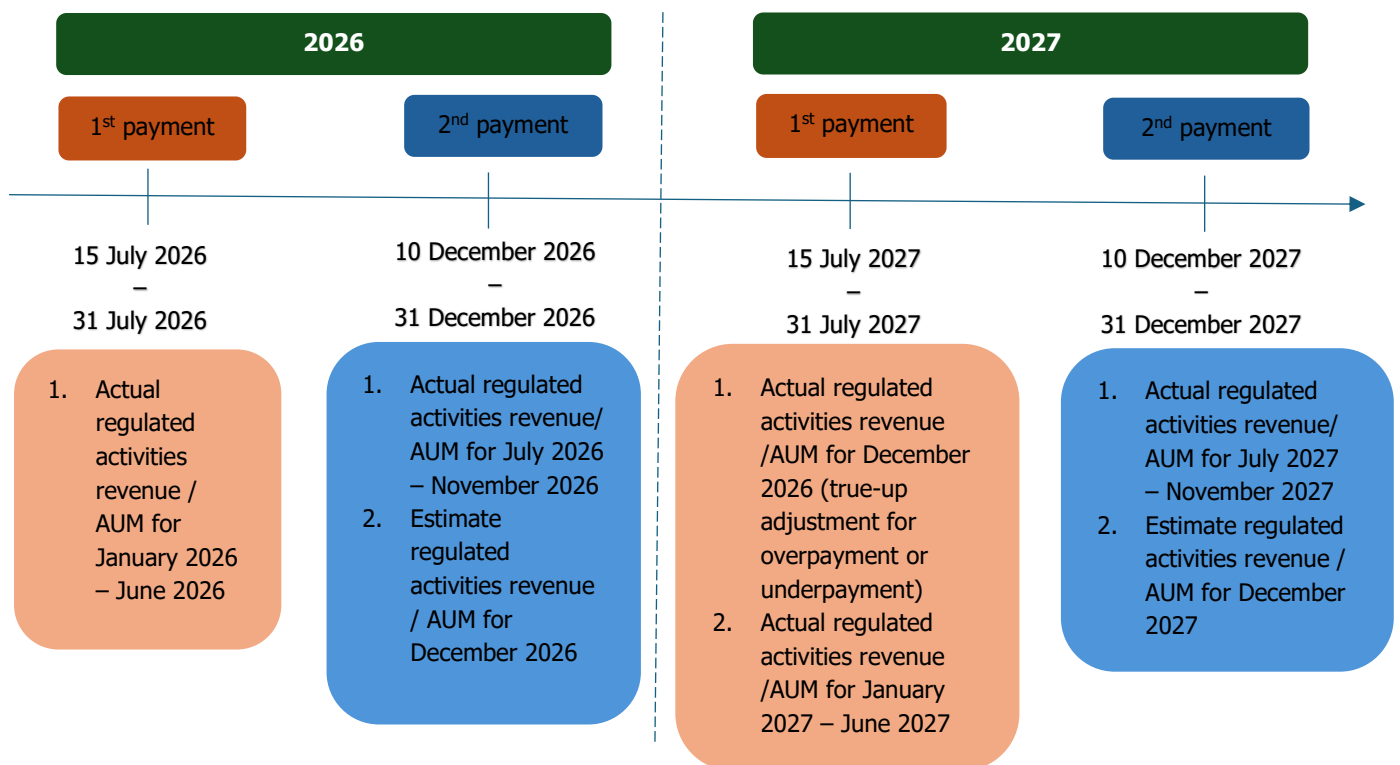 2026
1st payment
2nd payment
15 July 2026
–
31 July 2026
10 December 2026
–
31 December 2026
1. Actual
regulated
activities
revenue /
AUM for
January 2026
– June 2026
1. Actual regulated
activities revenue/
AUM for July 2026
– November 2026
2. Estimate
regulated
activities revenue
/ AUM for
December 2026
2027
1st payment
2nd payment
15 July 2027
–
31 July 2027
10 December 2027
–
31 December 2027
1. Actual regulated
activities revenue
/AUM for December
2026 (true-up
adjustment for
overpayment or
underpayment)
2. Actual regulated
activities revenue
/AUM for January
2027 – June 2027
1. Actual regulated
activities revenue/
AUM for July 2027
– November 2027
2. Estimate regulated
activities revenue /
AUM for December
2027